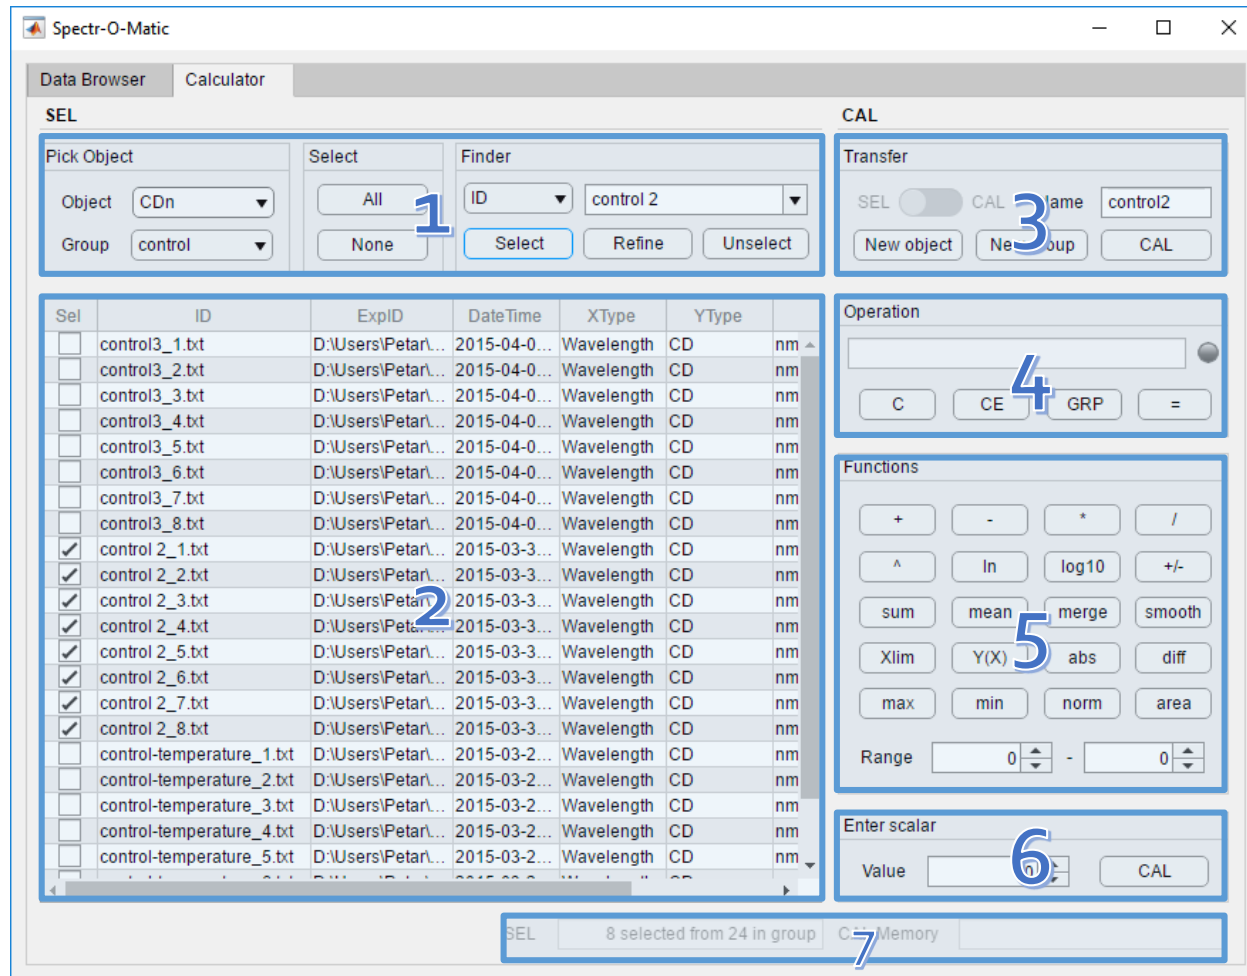 Spectr-O-Matic
Data Browser Calculator
SEL CAL
Pick Object Select Finder Transfer
Object CDn All ID control 2 SEL CAL control2
Group control None Select Refine Unselect New object CAL
1
3
Sel ID ExpID DateTime XType YType
control3_1.txt D:\Users\Petar\... 2015-04-0... Wavelength CD nm
control3_2.txt D:\Users\Petar\... 2015-04-0... Wavelength CD nm
control3_3.txt D:\Users\Petar\... 2015-04-0... Wavelength CD nm
control3_4.txt D:\Users\Petar\... 2015-04-0... Wavelength CD nm
control3_5.txt D:\Users\Petar\... 2015-04-0... Wavelength CD nm
control3_6.txt D:\Users\Petar\... 2015-04-0... Wavelength CD nm
control3_7.txt D:\Users\Petar\... 2015-04-0... Wavelength CD nm
control3_8.txt D:\Users\Petar\... 2015-04-0... Wavelength CD nm
control 2_1.txt D:\Users\Petar\... 2015-03-3... Wavelength CD nm
control 2_2.txt D:\Users\Petar\... 2015-03-3... Wavelength CD nm
control 2_3.txt D:\Users\Petar\... 2015-03-3... Wavelength CD nm
control 2_4.txt D:\Users\Petar\... 2015-03-3... Wavelength CD nm
control 2_5.txt D:\Users\Petar\... 2015-03-3... Wavelength CD nm
control 2_6.txt D:\Users\Petar\... 2015-03-3... Wavelength CD nm
control 2_7.txt D:\Users\Petar\... 2015-03-3... Wavelength CD nm
control 2_8.txt D:\Users\Petar\... 2015-03-3... Wavelength CD nm
control-temperature_1.txt D:\Users\Petar\... 2015-03-2... Wavelength CD nm
control-temperature_2.txt D:\Users\Petar\... 2015-03-2... Wavelength CD nm
control-temperature_3.txt D:\Users\Petar\... 2015-03-2... Wavelength CD nm
control-temperature_4.txt D:\Users\Petar\... 2015-03-2... Wavelength CD nm
control-temperature_5.txt D:\Users\Petar\... 2015-03-2... Wavelength CD nm
2
Operation
C CE GRP =
4
Functions
+ - * /
^ ln log10 +/-
sum mean merge smooth
Xlim Y(X) abs diff
max min norm area
Range 0 - 0
5
Enter scalar
Value 0 CAL
6
SEL 8 selected from 24 in group CAL Memory
7